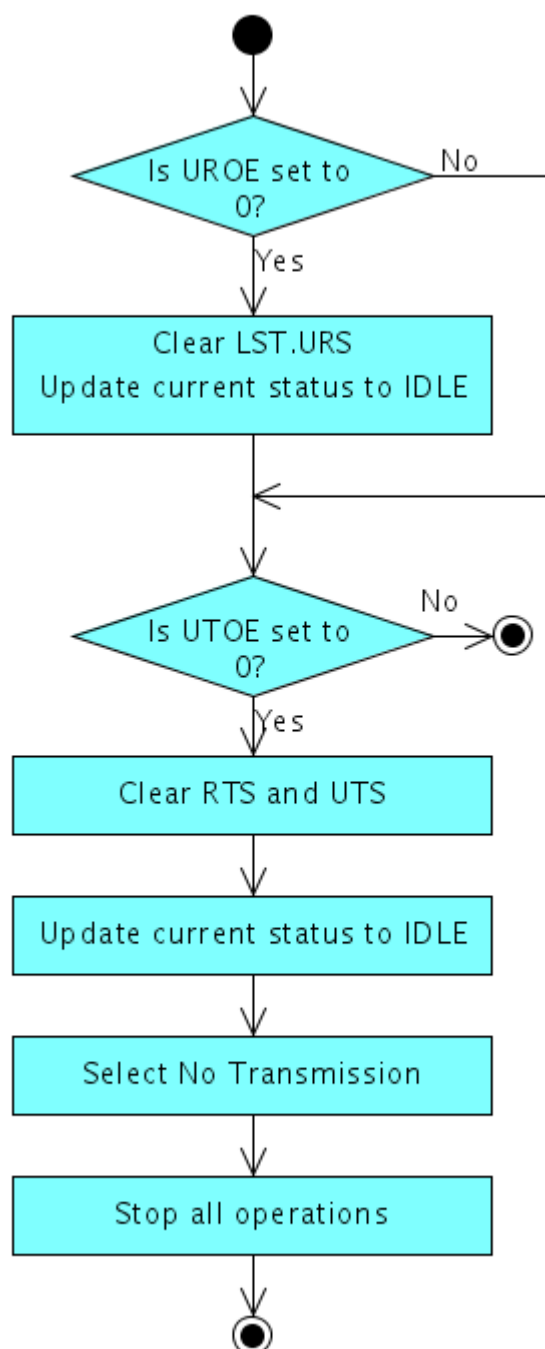 Is UROE set to
0?
No
Yes
Clear LST.URS
Update current status to IDLE
Is UTOE set to
0?
No
Yes
Clear RTS and UTS
Update current status to IDLE
Select No Transmission
Stop all operations